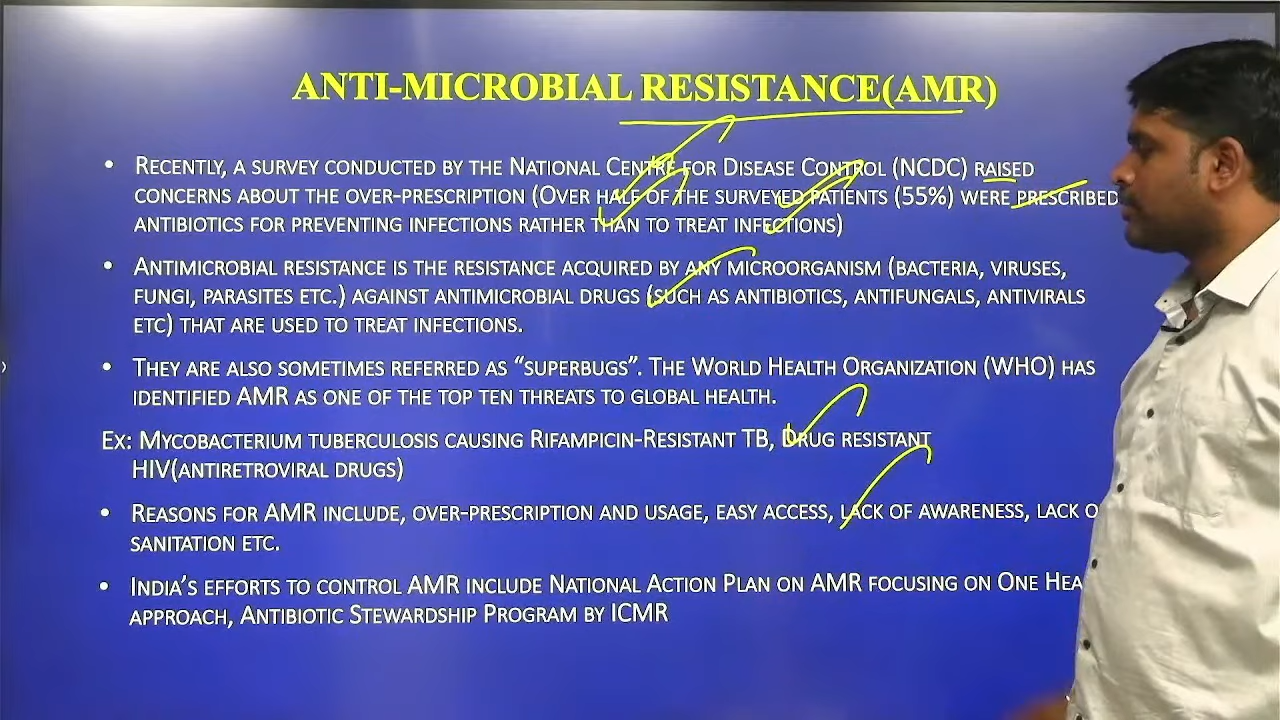 ANTI-MICROBIAL RESISTANCE(AMR)
• RECENTLY, A SURVEY CONDUCTED BY THE NATIONAL CENTRE FOR DISEASE CONTROL (NCDC) RAISED
CONCERNS ABOUT THE OVER-PRESCRIPTION (OVER HALF OF THE SURVEYED PATIENTS (55%) WERE PRESCRIBED
ANTIBIOTICS FOR PREVENTING INFECTIONS RATHER THAN TO TREAT INFECTIONS)
• ANTIMICROBIAL RESISTANCE IS THE RESISTANCE ACQUIRED BY ANY MICROORGANISM (BACTERIA, VIRUSES,
FUNGI, PARASITES ETC.) AGAINST ANTIMICROBIAL DRUGS (SUCH AS ANTIBIOTICS, ANTIFUNGALS, ANTIVIRALS
ETC) THAT ARE USED TO TREAT INFECTIONS.
• THEY ARE ALSO SOMETIMES REFERRED AS “SUPERBUGS”. THE WORLD HEALTH ORGANIZATION (WHO) HAS
IDENTIFIED AMR AS ONE OF THE TOP TEN THREATS TO GLOBAL HEALTH.
EX: MYCOBACTERIUM TUBERCULOSIS CAUSING RIFAMPICIN-RESISTANT TB, DRUG RESISTANT
HIV(ANTIRETROVIRAL DRUGS)
• REASONS FOR AMR INCLUDE, OVER-PRESCRIPTION AND USAGE, EASY ACCESS, LACK OF AWARENESS, LACK
SANITATION ETC.
• INDIA’S EFFORTS TO CONTROL AMR INCLUDE NATIONAL ACTION PLAN ON AMR FOCUSING ON ONE
APPROACH, ANTIBIOTIC STEWARDSHIP PROGRAM BY ICMR